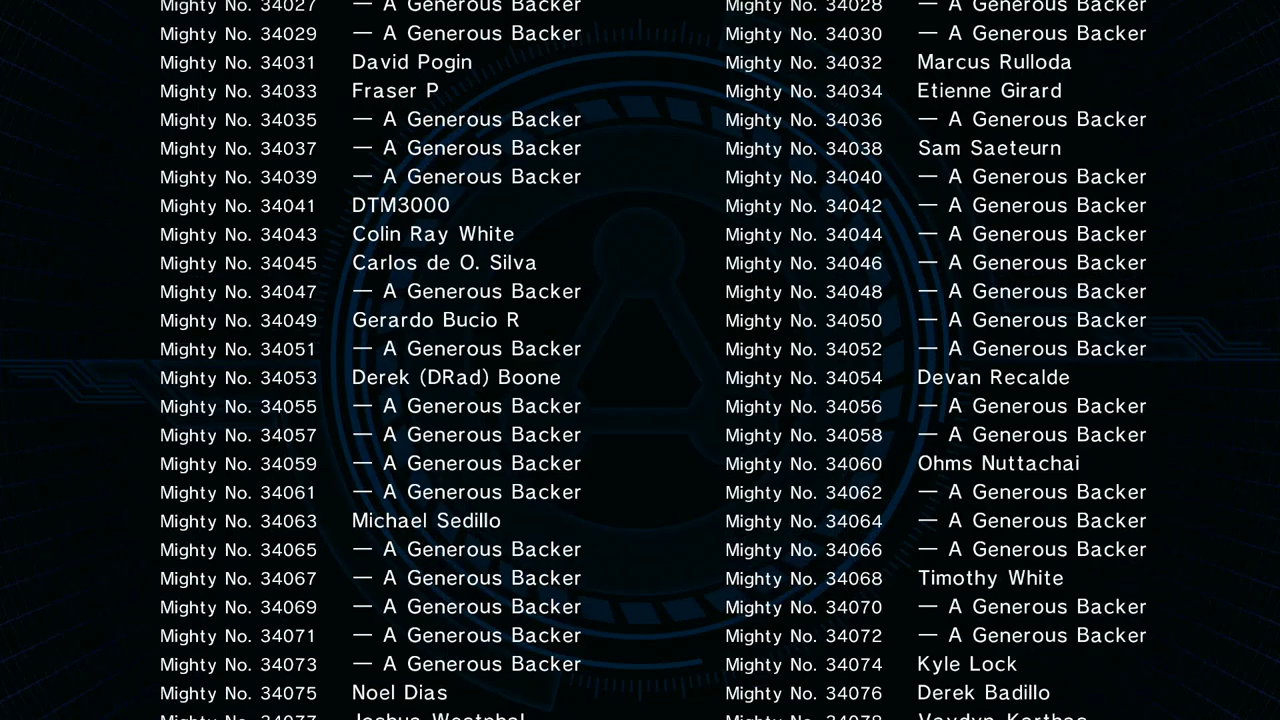 Mighty No. 34027 — A Generous Backer Mighty No. 34028 — A Generous Backer
Mighty No. 34029 — A Generous Backer Mighty No. 34030 — A Generous Backer
Mighty No. 34031 David Pogin Mighty No. 34032 Marcus Rulloda
Mighty No. 34033 Fraser P Mighty No. 34034 Etienne Girard
Mighty No. 34035 — A Generous Backer Mighty No. 34036 — A Generous Backer
Mighty No. 34037 — A Generous Backer Mighty No. 34038 Sam Saeteurn
Mighty No. 34039 — A Generous Backer Mighty No. 34040 — A Generous Backer
Mighty No. 34041 DTM3000 Mighty No. 34042 — A Generous Backer
Mighty No. 34043 Colin Ray White Mighty No. 34044 — A Generous Backer
Mighty No. 34045 Carlos de O. Silva Mighty No. 34046 — A Generous Backer
Mighty No. 34047 — A Generous Backer Mighty No. 34048 — A Generous Backer
Mighty No. 34049 Gerardo Bucio R Mighty No. 34050 — A Generous Backer
Mighty No. 34051 — A Generous Backer Mighty No. 34052 — A Generous Backer
Mighty No. 34053 Derek (DRad) Boone Mighty No. 34054 Devan Recalde
Mighty No. 34055 — A Generous Backer Mighty No. 34056 — A Generous Backer
Mighty No. 34057 — A Generous Backer Mighty No. 34058 — A Generous Backer
Mighty No. 34059 — A Generous Backer Mighty No. 34060 Ohms Nuttachai
Mighty No. 34061 — A Generous Backer Mighty No. 34062 — A Generous Backer
Mighty No. 34063 Michael Sedillo Mighty No. 34064 — A Generous Backer
Mighty No. 34065 — A Generous Backer Mighty No. 34066 — A Generous Backer
Mighty No. 34067 — A Generous Backer Mighty No. 34068 Timothy White
Mighty No. 34069 — A Generous Backer Mighty No. 34070 — A Generous Backer
Mighty No. 34071 — A Generous Backer Mighty No. 34072 — A Generous Backer
Mighty No. 34073 — A Generous Backer Mighty No. 34074 Kyle Lock
Mighty No. 34075 Noel Dias Mighty No. 34076 Derek Badillo
Mighty No. 34077 Joshua Mighty No. 34078